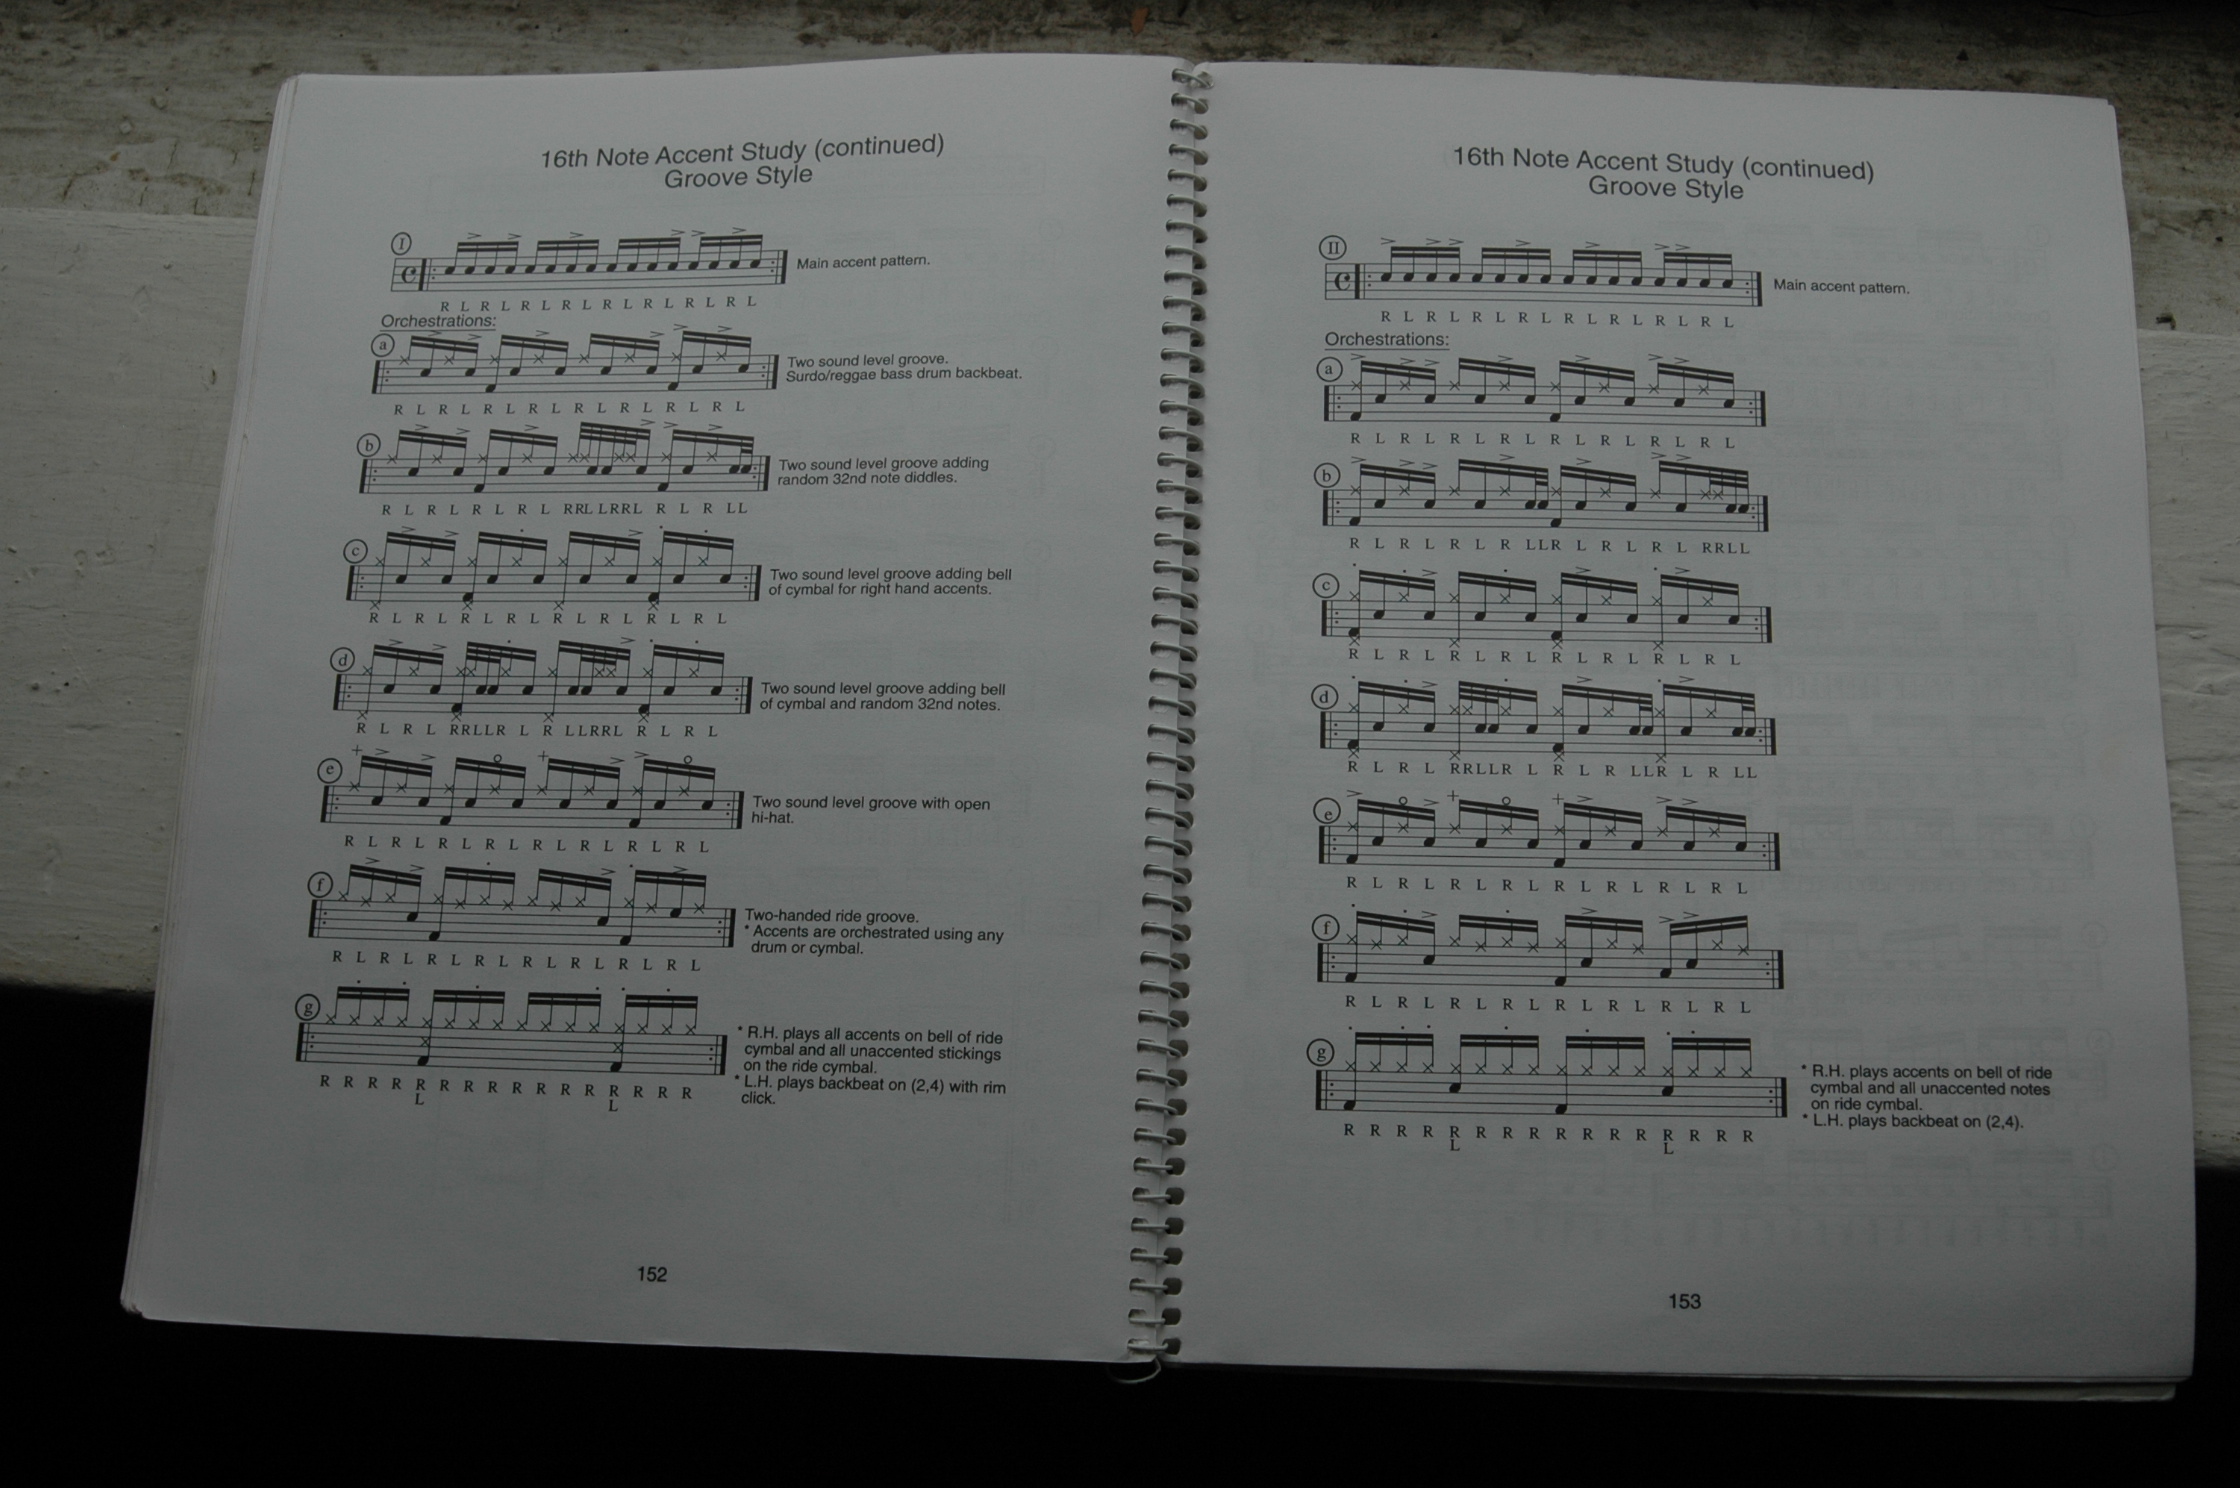 16th Note Accent Study (continued)
Groove Style
I
Main accent pattern.
R L R L R L R L R L R L R L R L
Orchestrations:
a
Two sound level groove.
Surdo/reggae bass drum backbeat.
R L R L R L R L R L R L R L R L
b
Two sound level groove adding
random 32nd note diddles.
R L R L R L R L RRLLRRL R L R LL
c
Two sound level groove adding bell
of cymbal for right hand accents.
R L R L R L R L R L R L R L R L
d
Two sound level groove adding bell
of cymbal and random 32nd notes.
R L R L RRLLR L R LLRRL R L R L
e
Two sound level groove with open
hi-hat.
R L R L R L R L R L R L R L R L
f
Two-handed ride groove.
* Accents are orchestrated using any
drum or cymbal.
R L R L R L R L R L R L R L R L
g
* R.H. plays all accents on bell of ride
cymbal and all unaccented stickings
on the ride cymbal.
* L.H. plays backbeat on (2,4) with rim
click.
R R R R R R R R R R R R R R R R
L L
152
16th Note Accent Study (continued)
Groove Style
II
Main accent pattern.
R L R L R L R L R L R L R L R L
Orchestrations:
a
R L R L R L R L R L R L R L R L
b
R L R L R L R LLR L R L R L RRLL
c
R L R L R L R L R L R L R L R L
d
R L R L RRLLR L R L R LLR L R LL
e
R L R L R L R L R L R L R L R L
f
R L R L R L R L R L R L R L R L
g
* R.H. plays accents on bell of ride
cymbal and all unaccented notes
on ride cymbal.
* L.H. plays backbeat on (2,4).
R R R R R R R R R R R R R R R R
L L
153